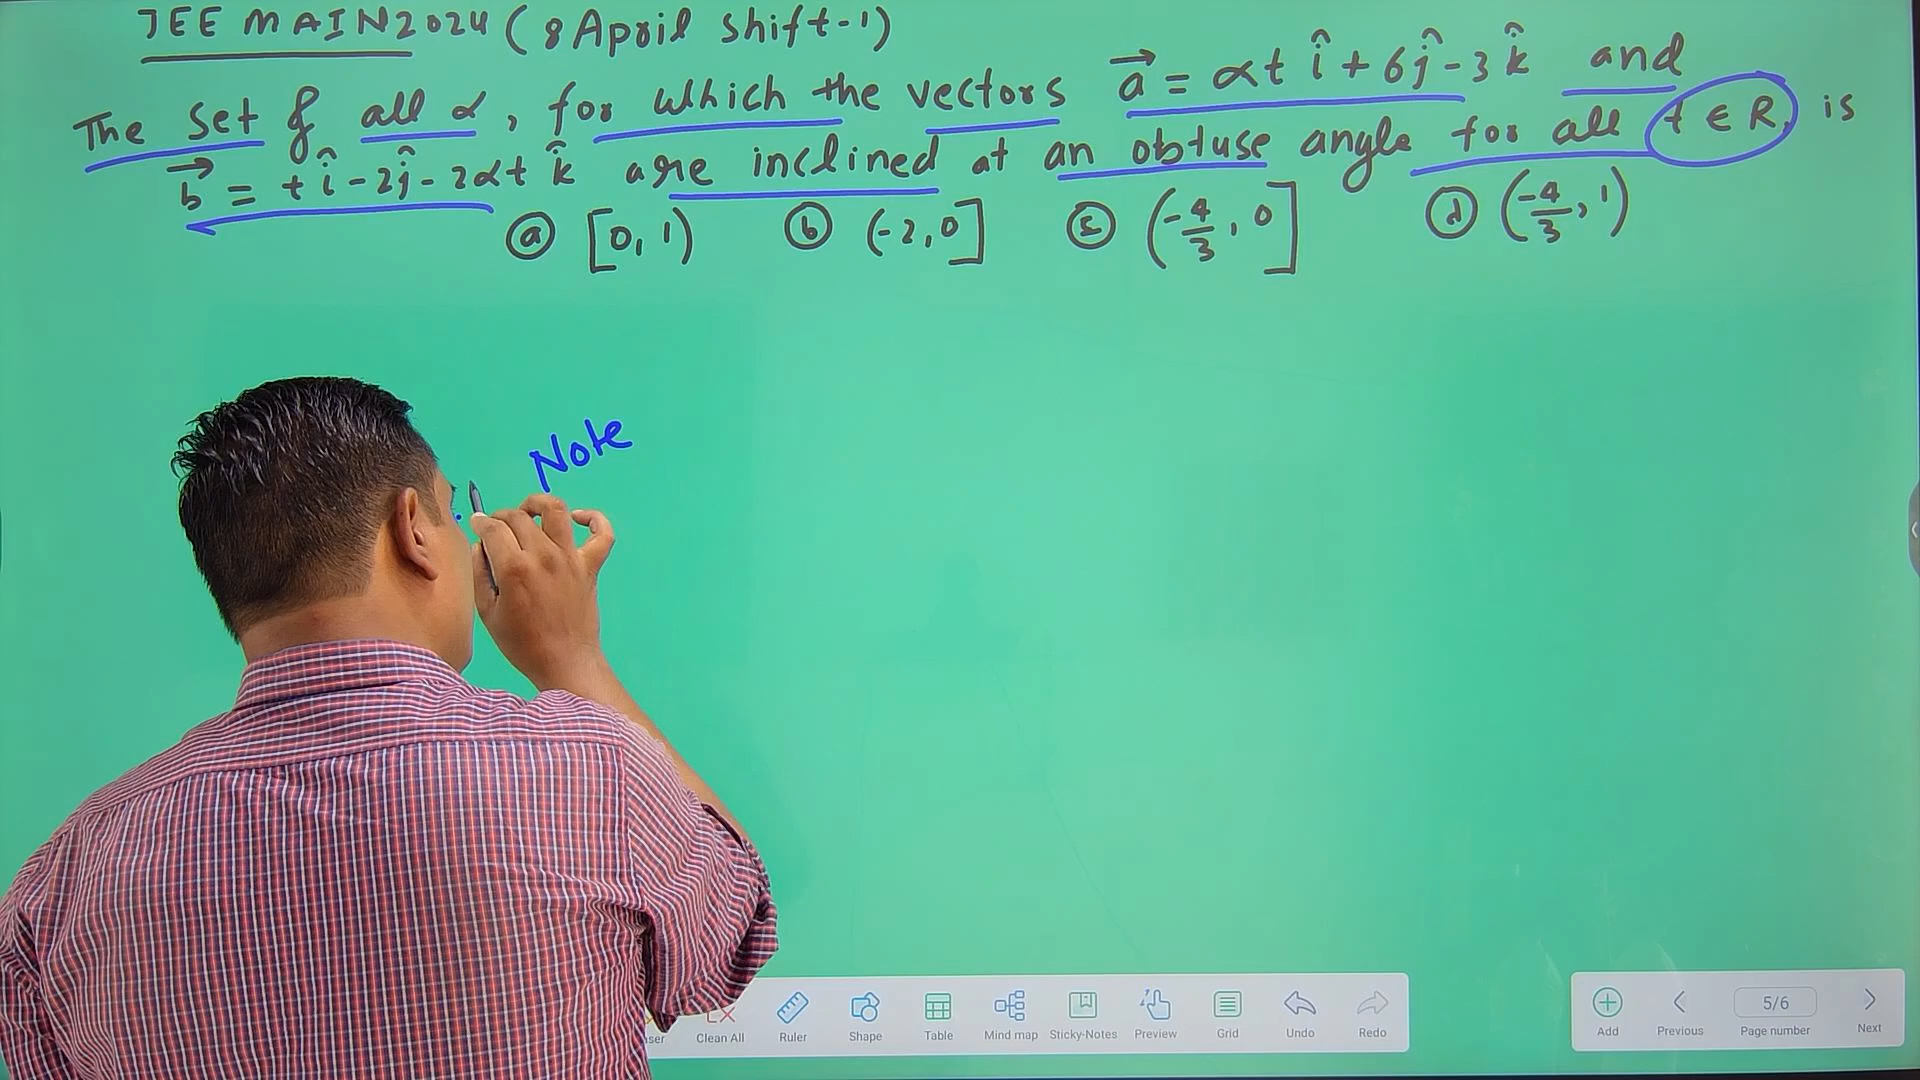 JEE MAIN 2024 (8 April shift-1)
The set of all α, for which the vectors a⃗ = αt î + 6ĵ - 3k̂ and
b⃗ = t î - 2ĵ - 2αt k̂ are inclined at an obtuse angle for all t ∈ R, is
ⓐ [0, 1) ⓑ (-2, 0] ⓒ (-4/3, 0] ⓓ (-4/3, 1)
Note
Clean All Ruler Shape Table Mind map Sticky-Notes Preview Grid Undo Redo
Add Previous 5/6 Page number Next